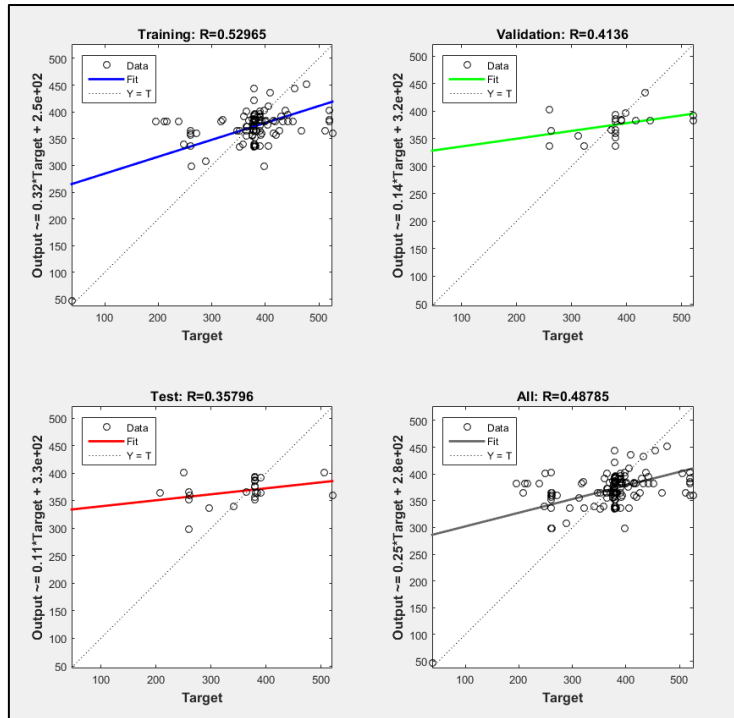 Training: R=0.52965
Output ~= 0.32*Target + 2.5e+02
500
450
400
350
300
250
200
150
100
50
Data
Fit
Y = T
100 200 300 400 500
Target
Validation: R=0.4136
Output ~= 0.14*Target + 3.2e+02
500
450
400
350
300
250
200
150
100
50
Data
Fit
Y = T
100 200 300 400 500
Target
Test: R=0.35796
Output ~= 0.11*Target + 3.3e+02
500
450
400
350
300
250
200
150
100
50
Data
Fit
Y = T
100 200 300 400 500
Target
All: R=0.48785
Output ~= 0.25*Target + 2.8e+02
500
450
400
350
300
250
200
150
100
50
Data
Fit
Y = T
100 200 300 400 500
Target